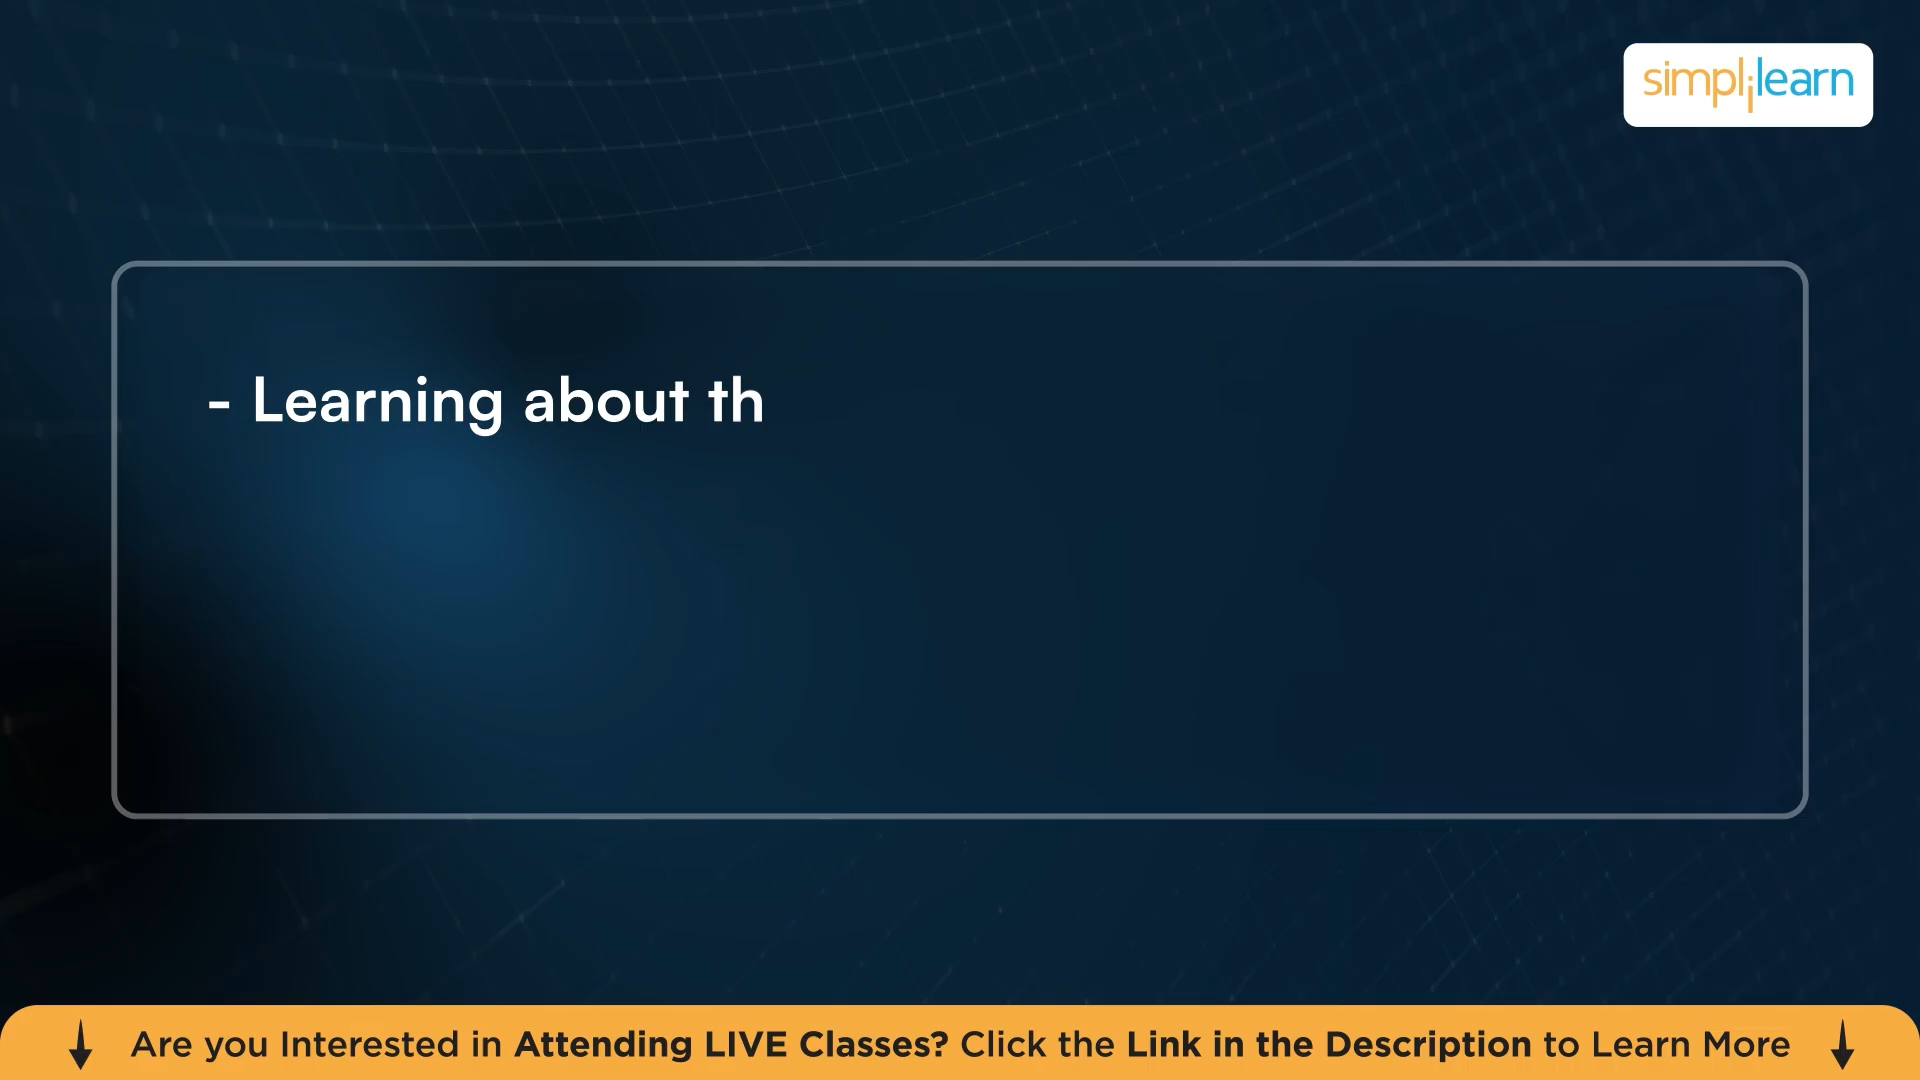 simplilearn
- Learning about th
Are you Interested in Attending LIVE Classes? Click the Link in the Description to Learn More